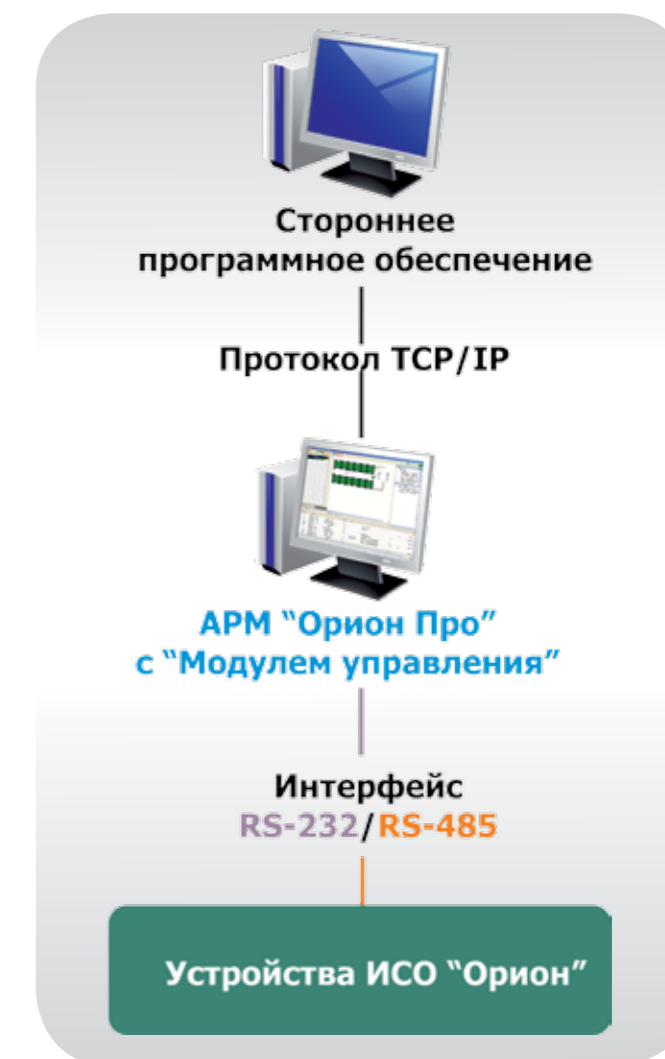 Стороннее
программное обеспечение
Протокол TCP/IP
АРМ “Орион Про”
с “Модулем управления”
Интерфейс
RS-232/RS-485
Устройства ИСО “Орион”